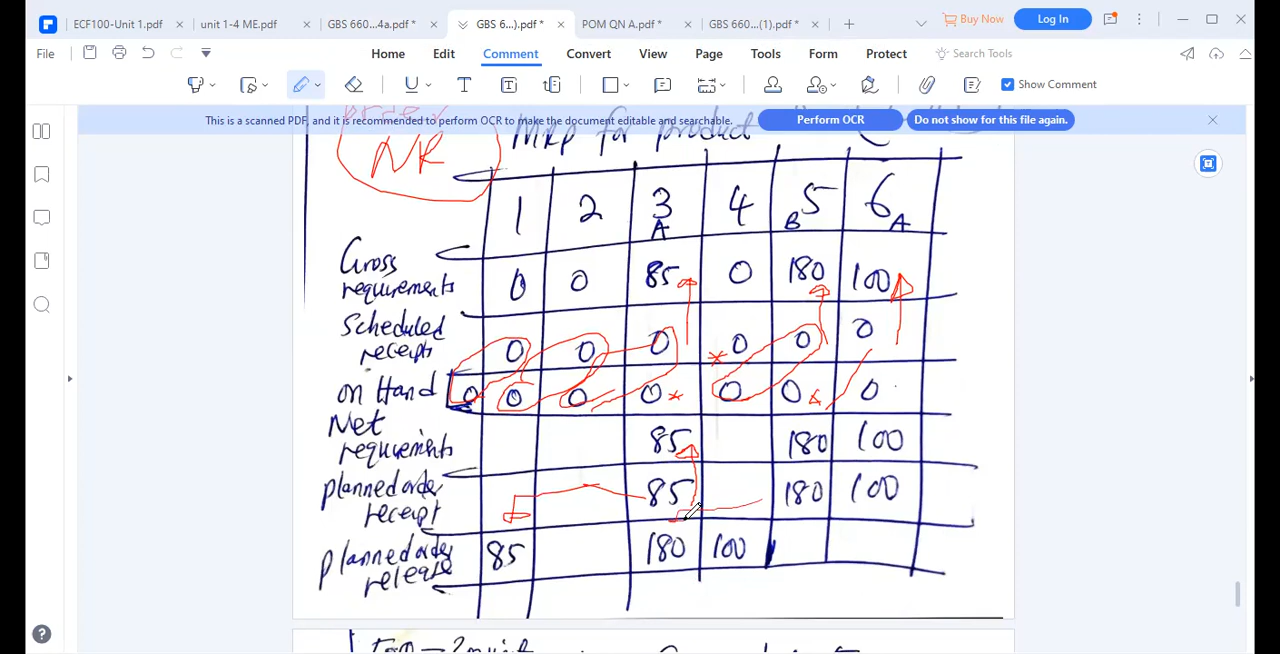 ECF100-Unit 1.pdf × unit 1-4 ME.pdf × GBS 660...4a.pdf * × GBS 6...).pdf * × POM QN A.pdf * × GBS 660...(1).pdf * × + Buy Now Log In
File Home Edit Comment Convert View Page Tools Form Protect Search Tools
Show Comment
This is a scanned PDF, and it is recommended to perform OCR to make the document editable and searchable. Perform OCR Do not show for this file again.
NR
MRP for product
1 2 3 4 5 6
A B A
Gross requirements 0 0 85 0 180 100
Scheduled receipts 0 0 0 0 0 0
on Hand 0 0 0 0 0 0 0
Net requirements 85 180 100
planned order receipt 85 180 100
planned order release 85 180 100